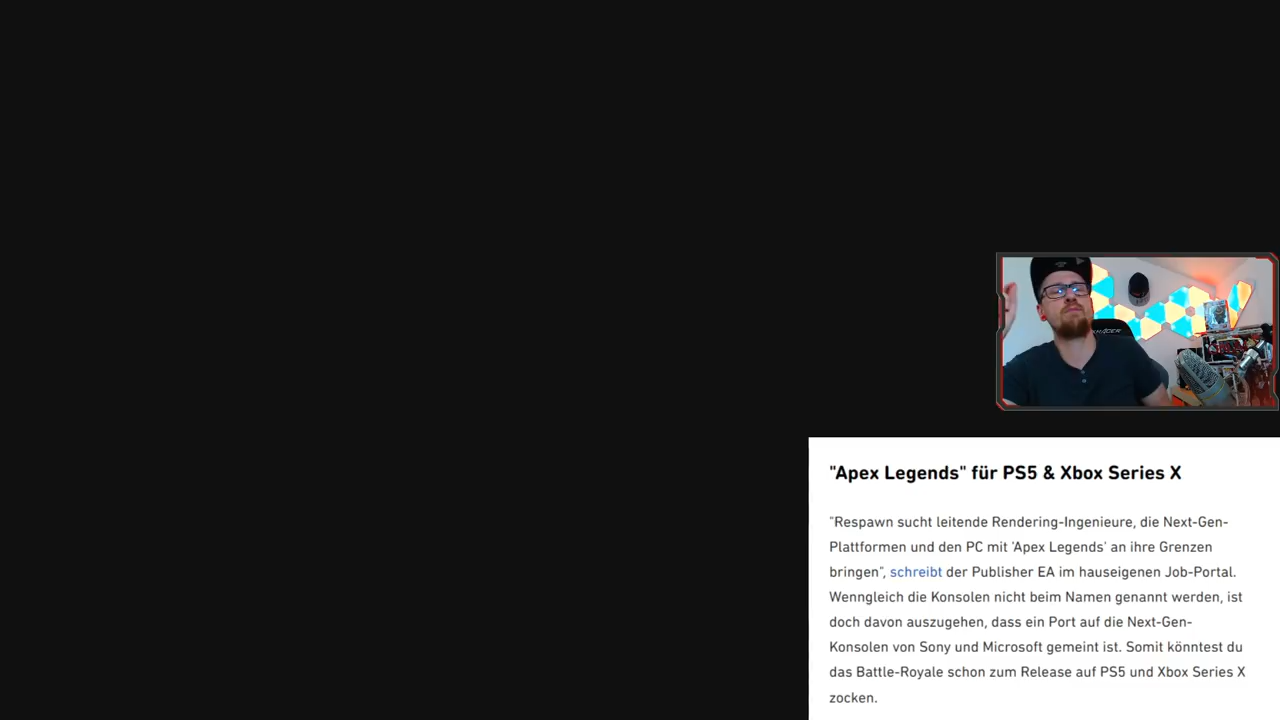 "Apex Legends" für PS5 & Xbox Series X
"Respawn sucht leitende Rendering-Ingenieure, die Next-Gen-
Plattformen und den PC mit 'Apex Legends' an ihre Grenzen
bringen", schreibt der Publisher EA im hauseigenen Job-Portal.
Wenngleich die Konsolen nicht beim Namen genannt werden, ist
doch davon auszugehen, dass ein Port auf die Next-Gen-
Konsolen von Sony und Microsoft gemeint ist. Somit könntest du
das Battle-Royale schon zum Release auf PS5 und Xbox Series X
zocken.